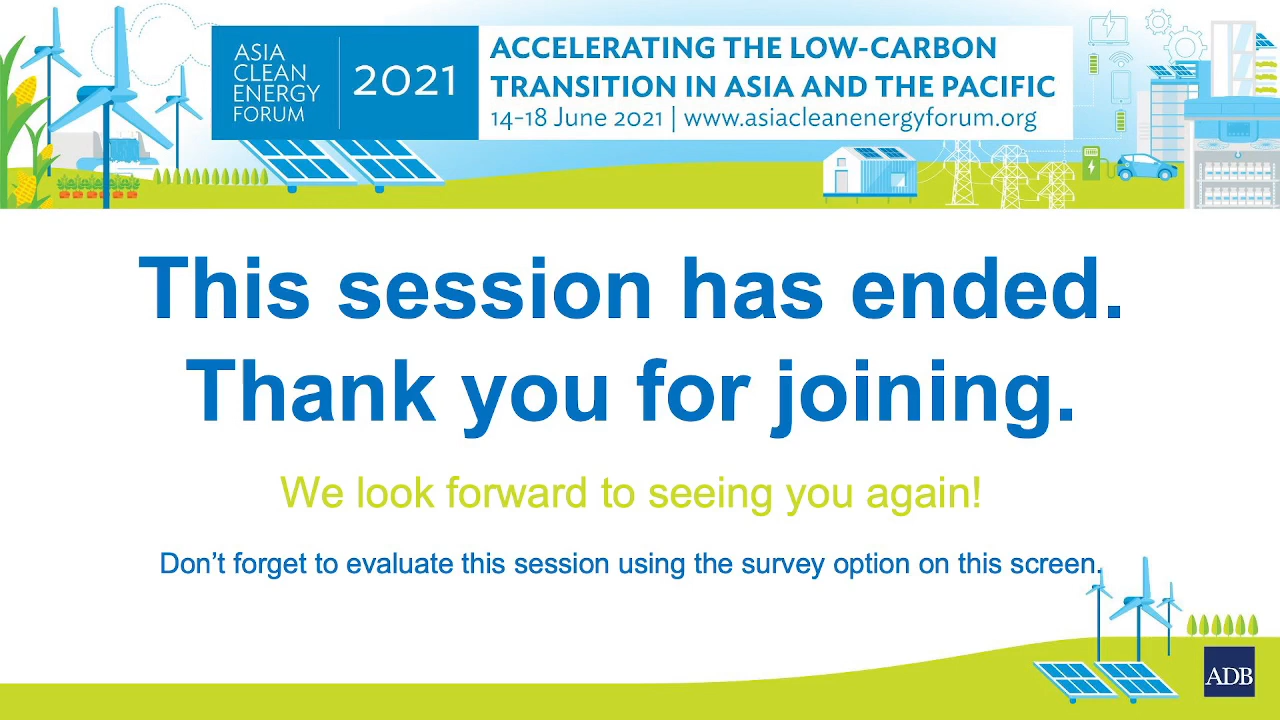 ASIA
CLEAN
ENERGY
FORUM
2021
ACCELERATING THE LOW-CARBON
TRANSITION IN ASIA AND THE PACIFIC
14-18 June 2021 | www.asiacleanenergyforum.org
This session has ended.
Thank you for joining.
We look forward to seeing you again!
Don’t forget to evaluate this session using the survey option on this screen.
ADB